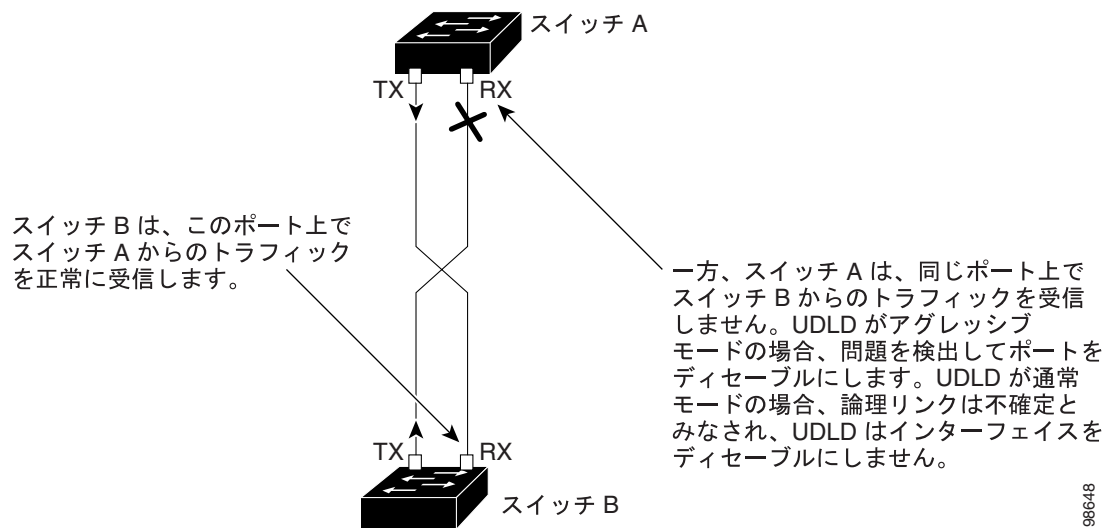 スイッチ A
TX
RX
スイッチ B は、このポート上で
スイッチ A からのトラフィック
を正常に受信します。
一方、スイッチ A は、同じポート上で
スイッチ B からのトラフィックを受信
しません。UDLD がアグレッシブ
モードの場合、問題を検出してポートを
ディセーブルにします。UDLD が通常
モードの場合、論理リンクは不確定と
みなされ、UDLD はインターフェイスを
ディセーブルにしません。
TX
RX
スイッチ B
98648